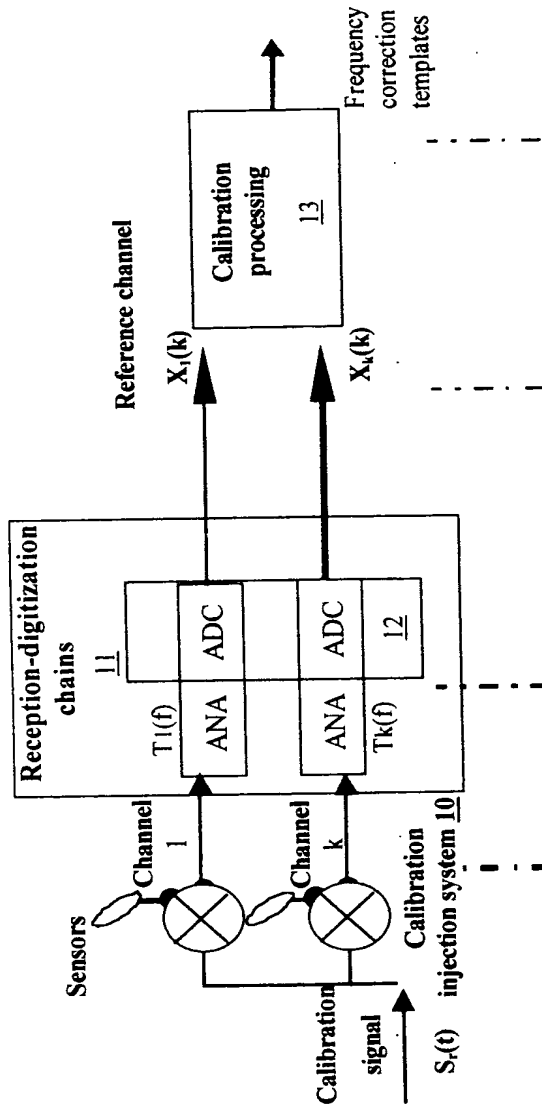 Sensors
Channel
1
Channel
k
Calibration
signal
Sr(t)
Calibration
injection system 10
Reception-digitization
chains
11
T1(f)
ANA
ADC
ANA
ADC
Tk(f)
12
Reference channel
X1(k)
Xk(k)
Calibration
processing
13
Frequency
correction
templates